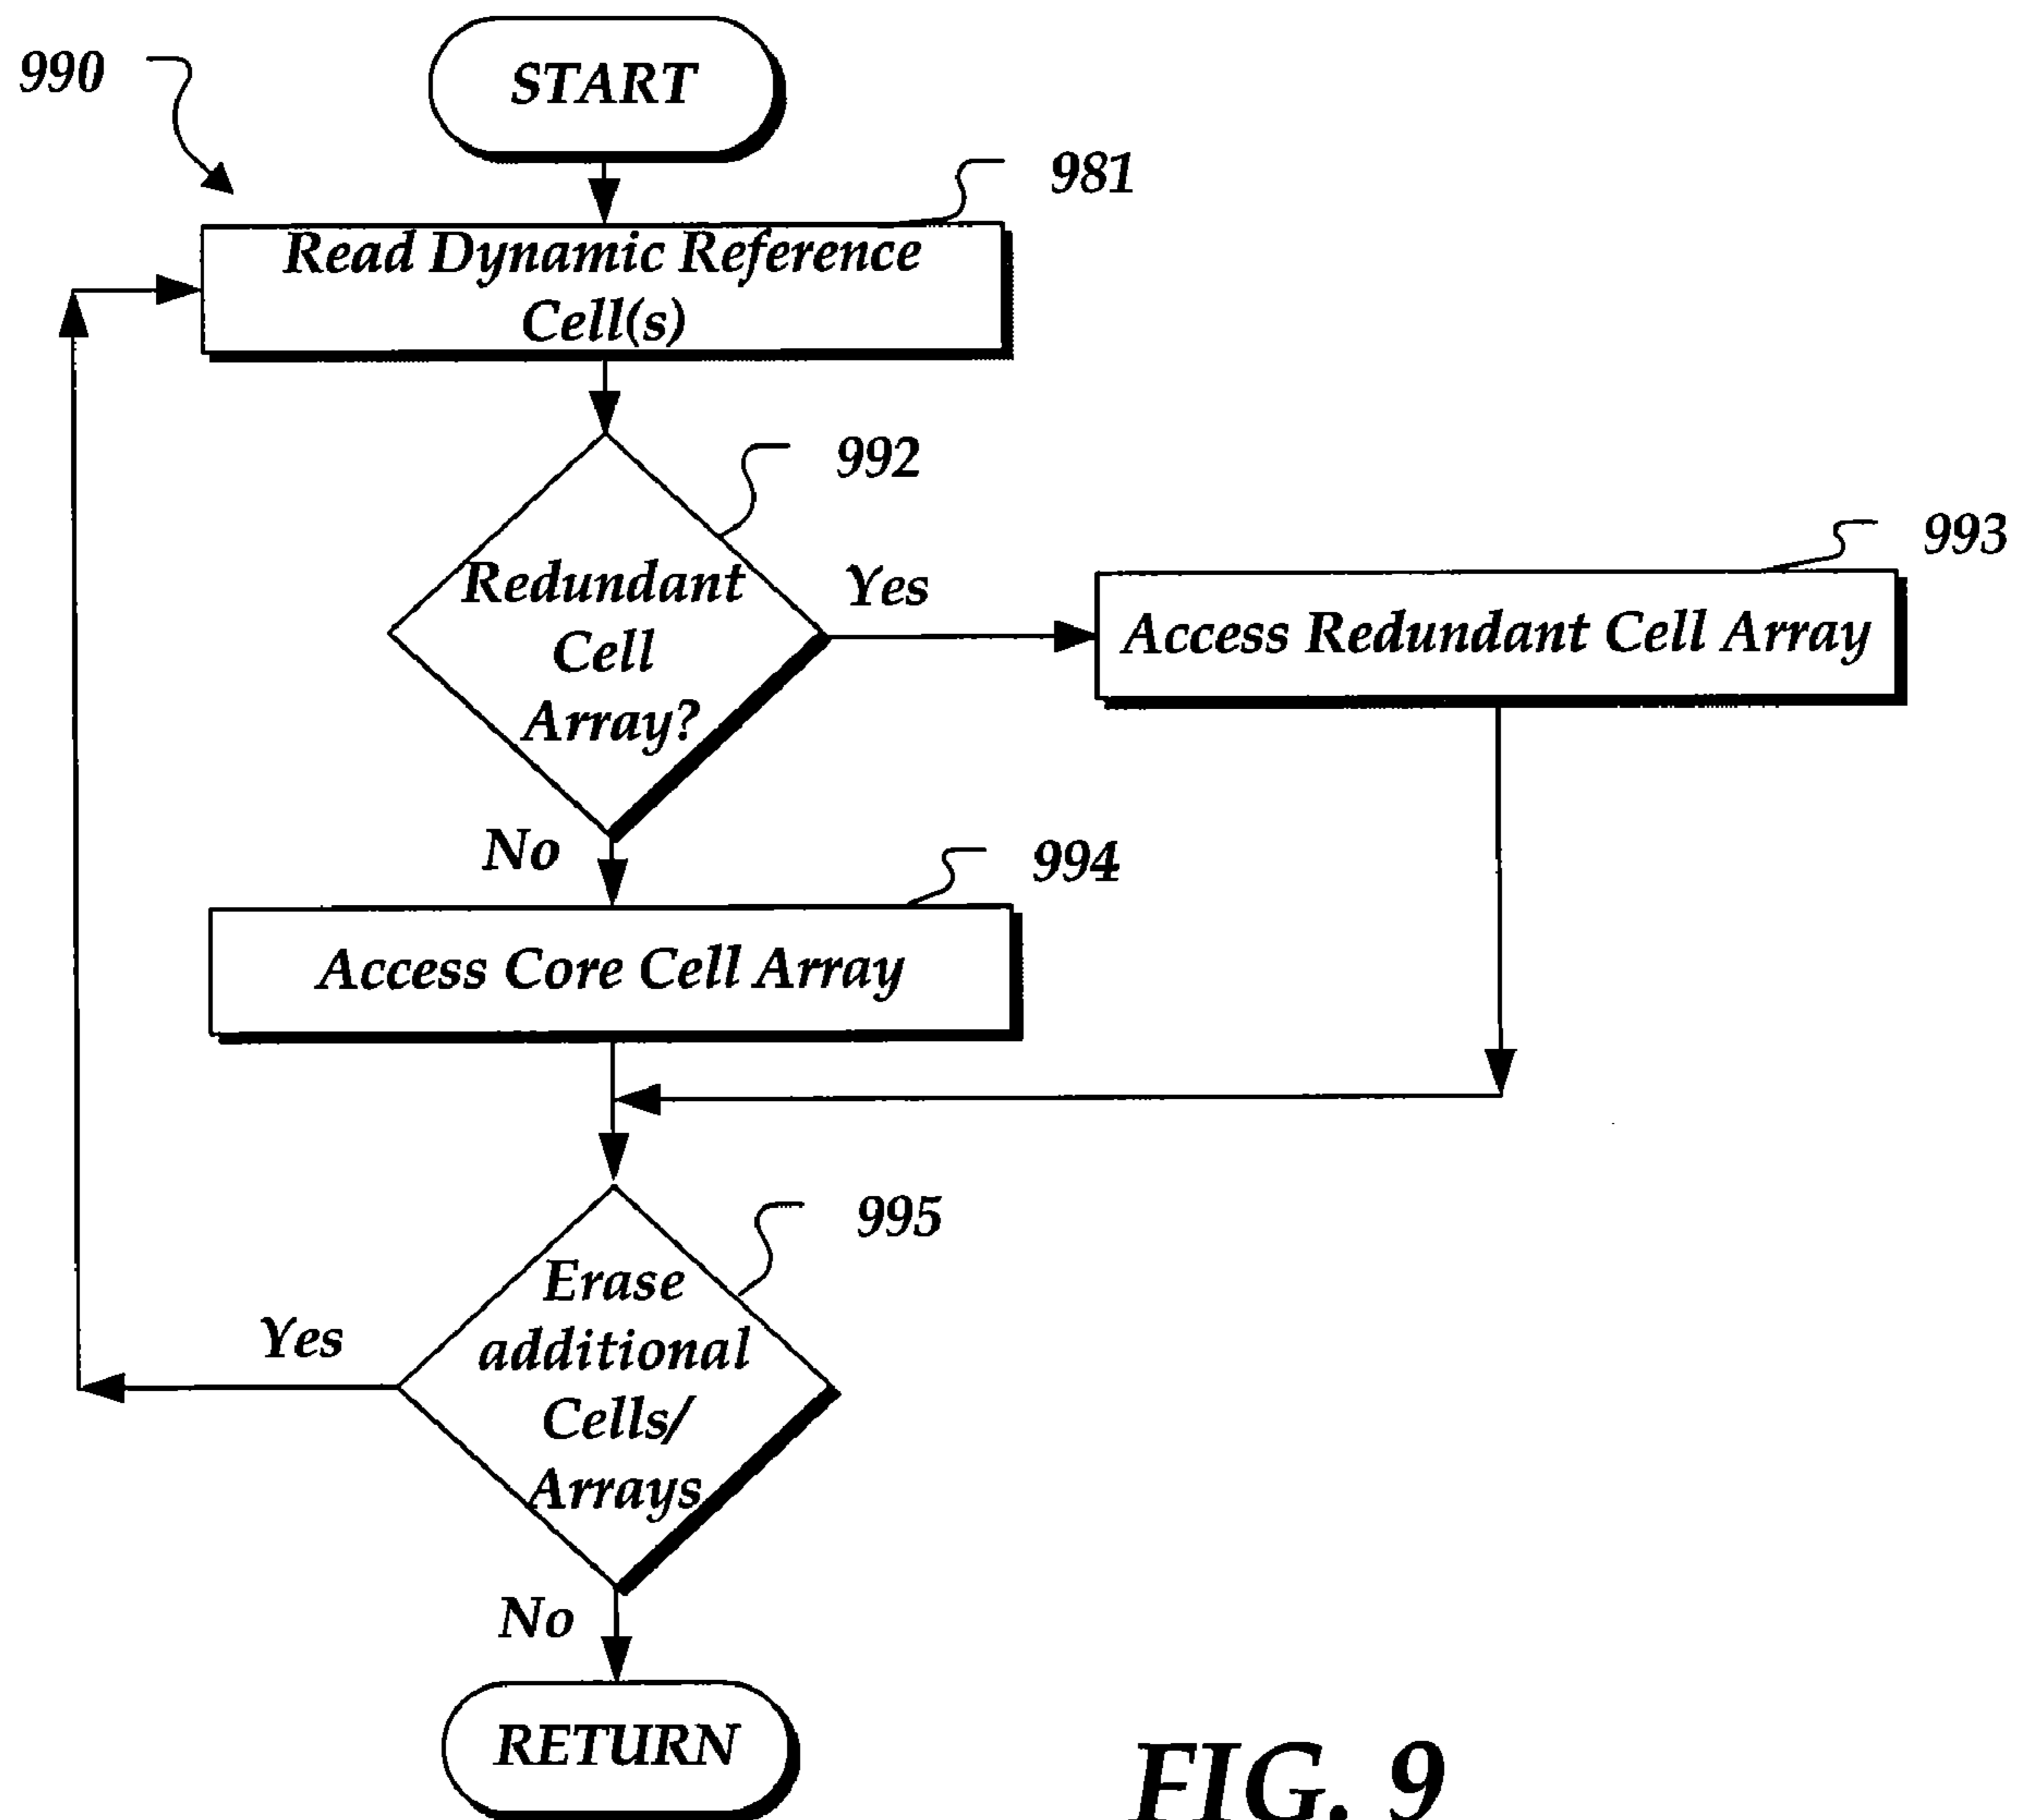 990
START
981
Read Dynamic Reference
Cell(s)
992
Redundant
Cell
Array?
Yes
993
Access Redundant Cell Array
No
994
Access Core Cell Array
995
Erase
additional
Cells/
Arrays
Yes
No
RETURN
FIG. 9